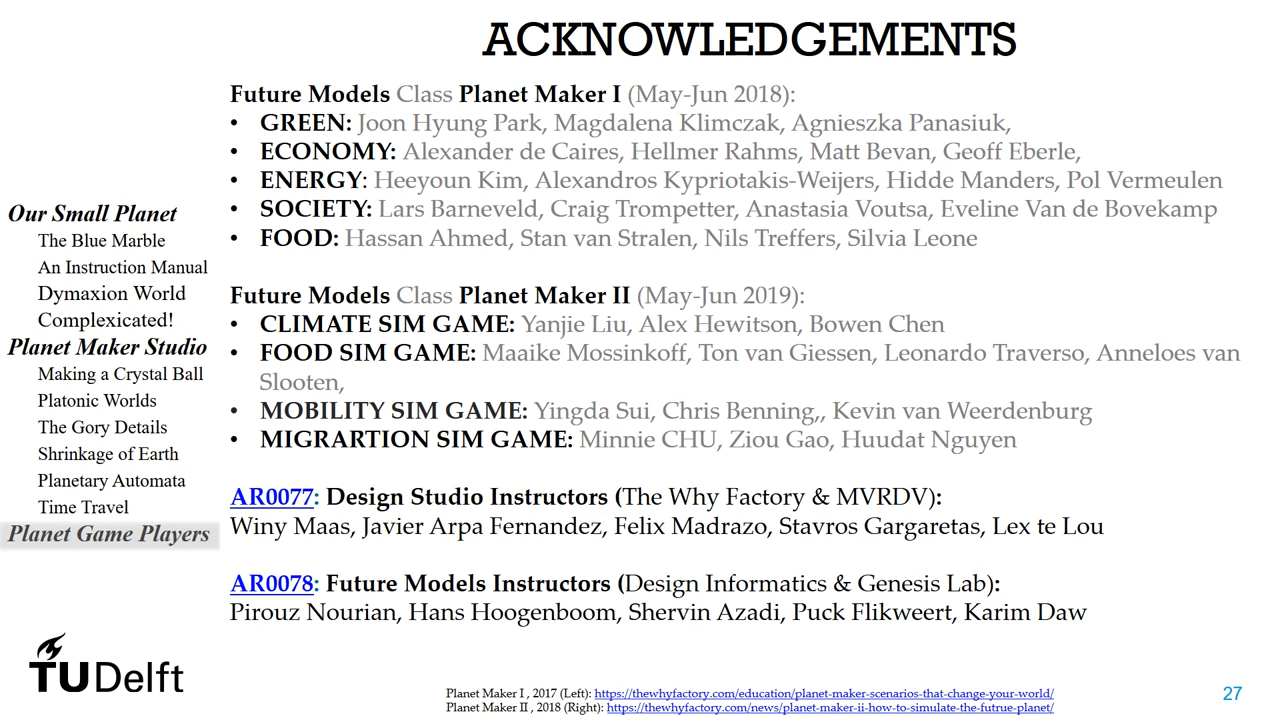 ACKNOWLEDGEMENTS
Future Models Class Planet Maker I (May-Jun 2018):
• GREEN: Joon Hyung Park, Magdalena Klimczak, Agnieszka Panasiuk,
• ECONOMY: Alexander de Caires, Hellmer Rahms, Matt Bevan, Geoff Eberle,
• ENERGY: Heeyoun Kim, Alexandros Kypriotakis-Weijers, Hidde Manders, Pol Vermeulen
• SOCIETY: Lars Barneveld, Craig Trompetter, Anastasia Voutsa, Eveline Van de Bovekamp
• FOOD: Hassan Ahmed, Stan van Stralen, Nils Treffers, Silvia Leone
Future Models Class Planet Maker II (May-Jun 2019):
• CLIMATE SIM GAME: Yanjie Liu, Alex Hewitson, Bowen Chen
• FOOD SIM GAME: Maaike Mossinkoff, Ton van Giessen, Leonardo Traverso, Anneloes van
Slooten,
• MOBILITY SIM GAME: Yingda Sui, Chris Benning,, Kevin van Weerdenburg
• MIGRARTION SIM GAME: Minnie CHU, Ziou Gao, Huudat Nguyen
AR0077: Design Studio Instructors (The Why Factory & MVRDV):
Winy Maas, Javier Arpa Fernandez, Felix Madrazo, Stavros Gargaretas, Lex te Lou
AR0078: Future Models Instructors (Design Informatics & Genesis Lab):
Pirouz Nourian, Hans Hoogenboom, Shervin Azadi, Puck Flikweert, Karim Daw
Our Small Planet
The Blue Marble
An Instruction Manual
Dymaxion World
Complexicated!
Planet Maker Studio
Making a Crystal Ball
Platonic Worlds
The Gory Details
Shrinkage of Earth
Planetary Automata
Time Travel
Planet Game Players
TU Delft
Planet Maker I , 2017 (Left): https://thewhyfactory.com/education/planet-maker-scenarios-that-change-your-world/
Planet Maker II , 2018 (Right): https://thewhyfactory.com/news/planet-maker-ii-how-to-simulate-the-futrue-planet/
27